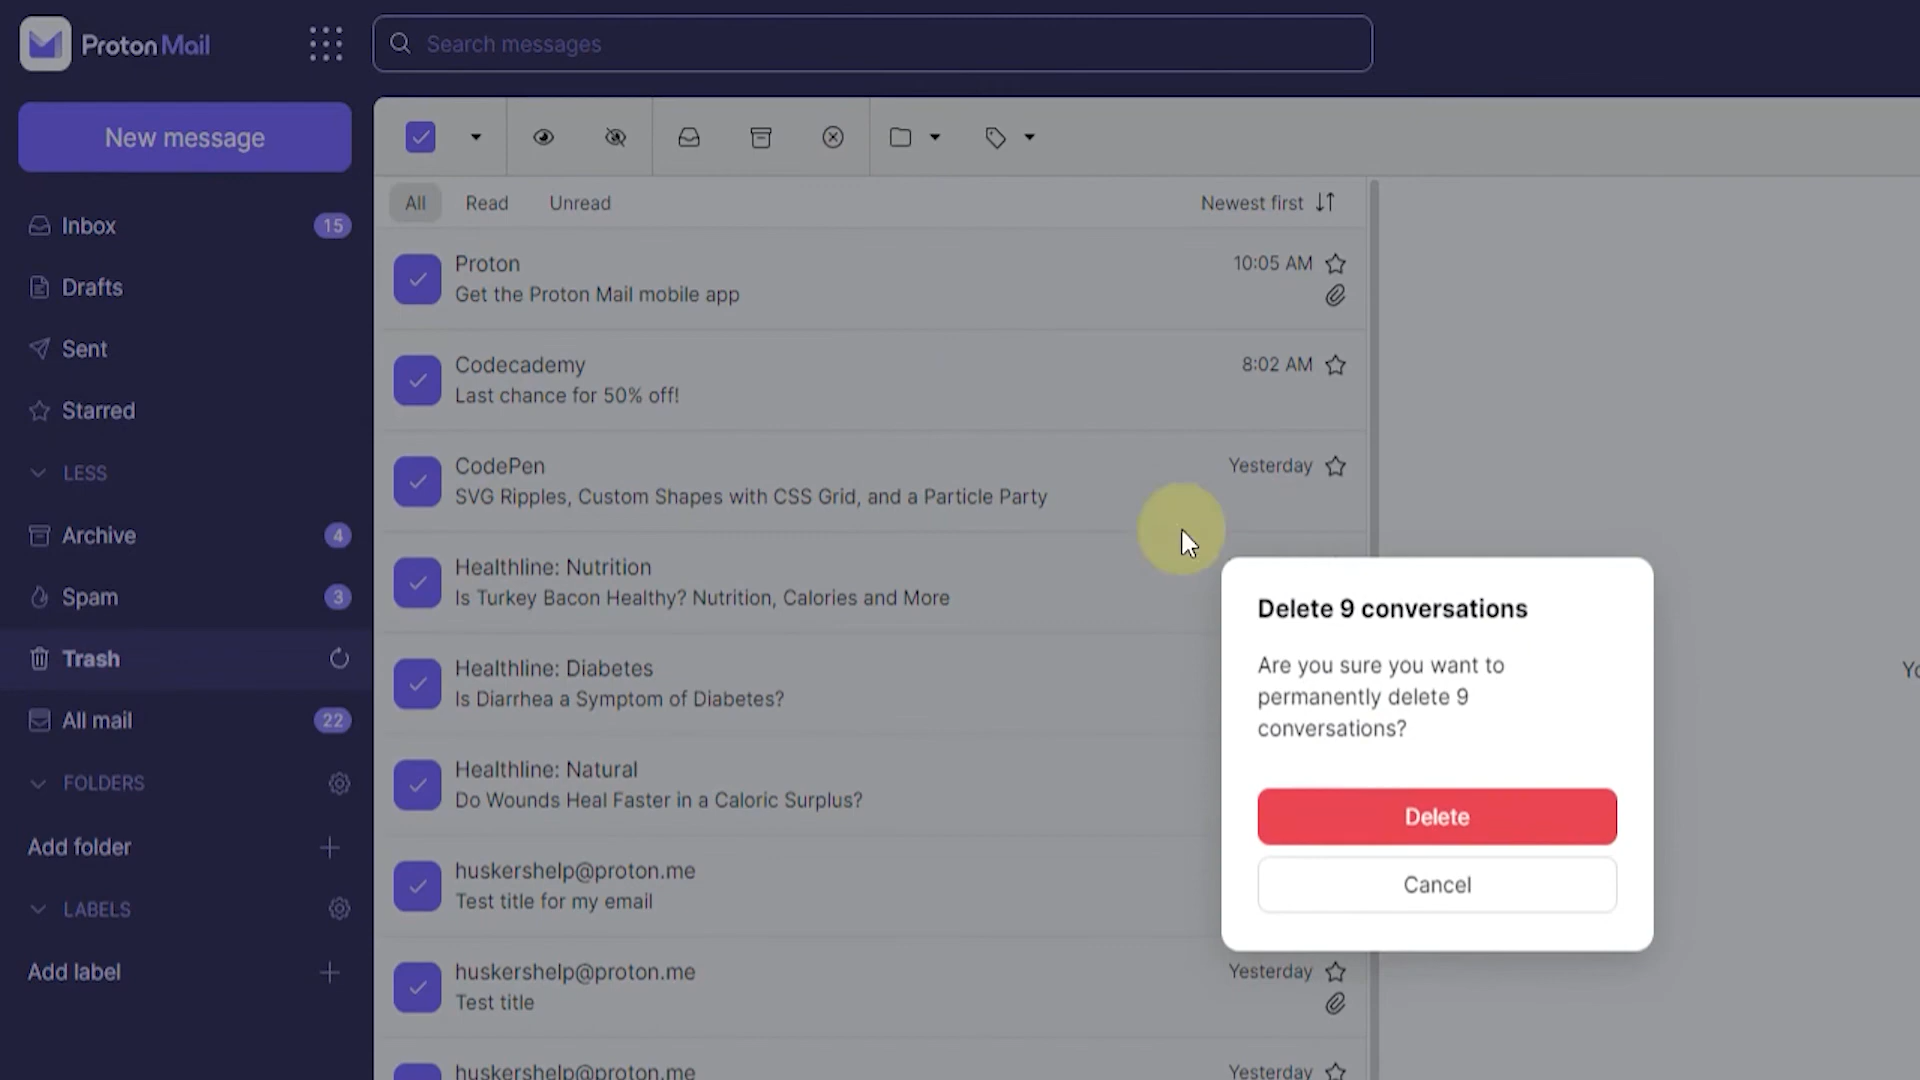 Proton Mail
Search messages
New message
All
Read
Unread
Newest first
Inbox
15
Drafts
Sent
Starred
LESS
Archive
4
Spam
3
Trash
All mail
22
FOLDERS
Add folder
LABELS
Add label
Proton
10:05 AM
Get the Proton Mail mobile app
Codecademy
8:02 AM
Last chance for 50% off!
CodePen
Yesterday
SVG Ripples, Custom Shapes with CSS Grid, and a Particle Party
Healthline: Nutrition
Is Turkey Bacon Healthy? Nutrition, Calories and More
Healthline: Diabetes
Is Diarrhea a Symptom of Diabetes?
Healthline: Natural
Do Wounds Heal Faster in a Caloric Surplus?
huskershelp@proton.me
Test title for my email
huskershelp@proton.me
Yesterday
Test title
huskershelp@proton.me
Yesterday
Delete 9 conversations
Are you sure you want to
permanently delete 9
conversations?
Delete
Cancel